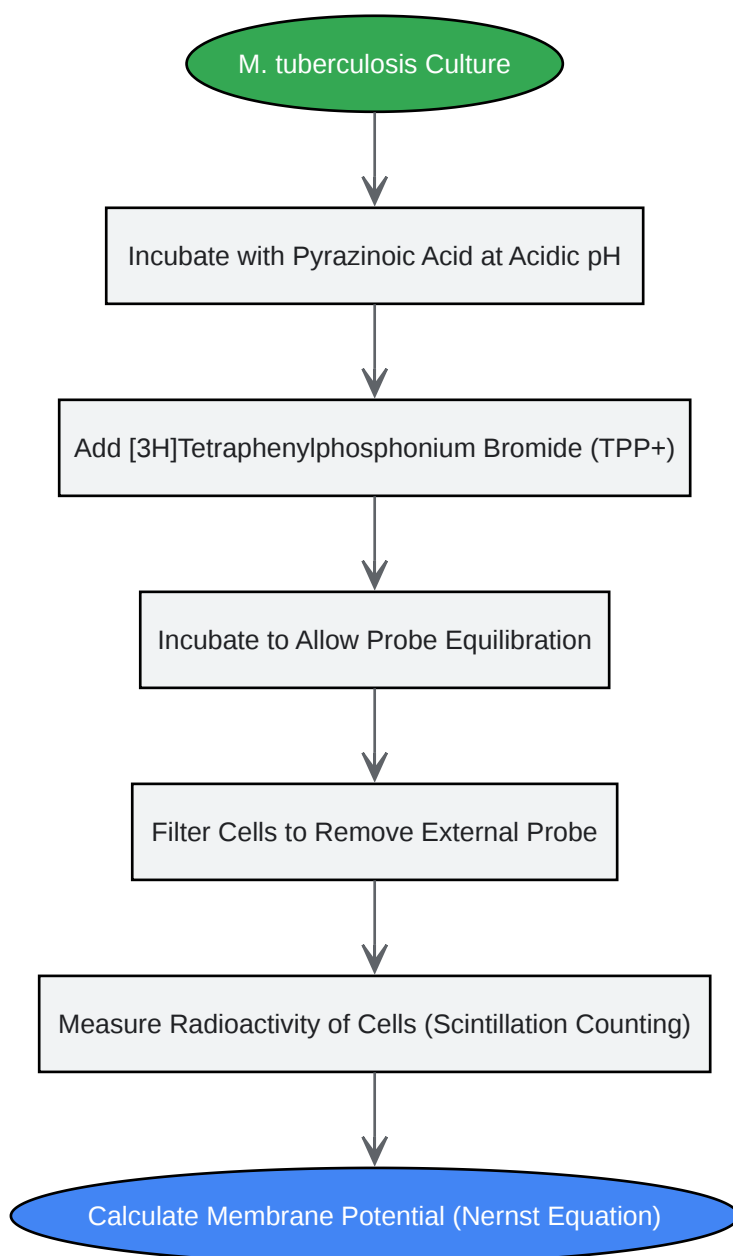 M. tuberculosis Culture
Incubate with Pyrazinoic Acid at Acidic pH
Add [3H]Tetraphenylphosphonium Bromide (TPP+)
Incubate to Allow Probe Equilibration
Filter Cells to Remove External Probe
Measure Radioactivity of Cells (Scintillation Counting)
Calculate Membrane Potential (Nernst Equation)